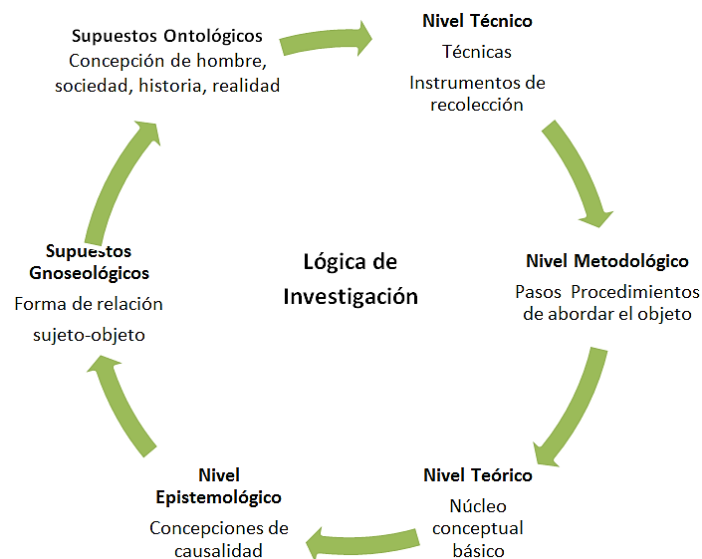 Supuestos Ontológicos
Concepción de hombre,
sociedad, historia, realidad
Nivel Técnico
Técnicas
Instrumentos de
recolección
Nivel Metodológico
Pasos Procedimientos
de abordar el objeto
Nivel Teórico
Núcleo
conceptual
básico
Nivel
Epistemológico
Concepciones de
causalidad
Supuestos
Gnoseológicos
Forma de relación
sujeto-objeto
Lógica de
Investigación